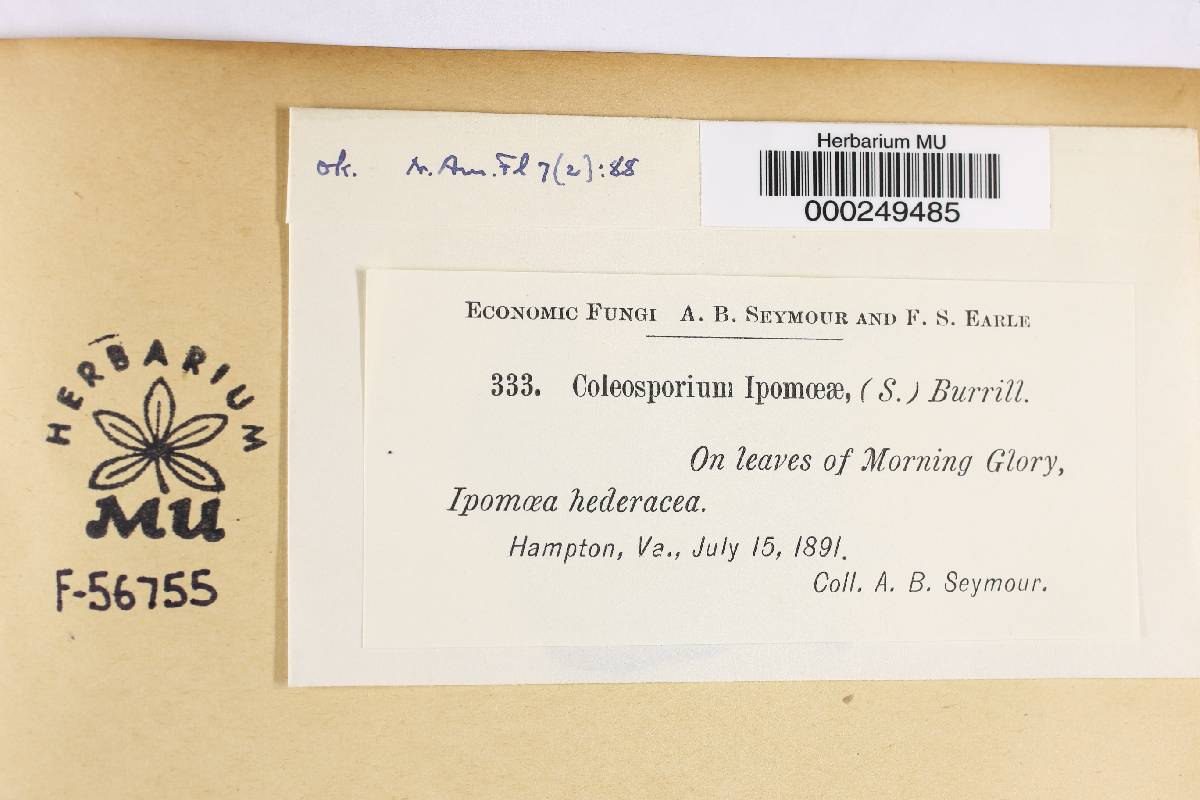 ok. N. Am. Fl 7(2):88
Herbarium MU
000249485
ECONOMIC FUNGI A. B. SEYMOUR AND F. S. EARLE
333. Coleosporium Ipomœæ, (S.) Burrill.
On leaves of Morning Glory,
Ipomœa hederacea.
Hampton, Va., July 15, 1891.
Coll. A. B. Seymour.
HERBARIUM
MU
F-56755